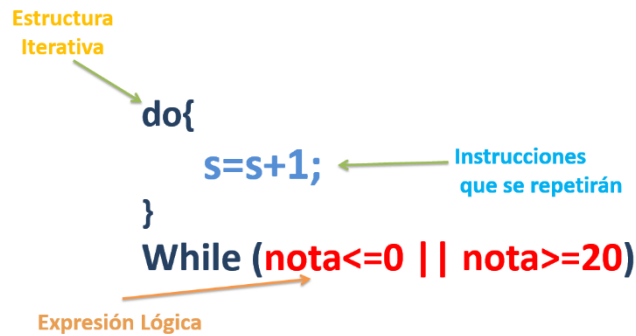 Estructura
Iterativa
do{
s=s+1;
Instrucciones
que se repetirán
}
While (nota<=0 || nota>=20)
Expresión Lógica